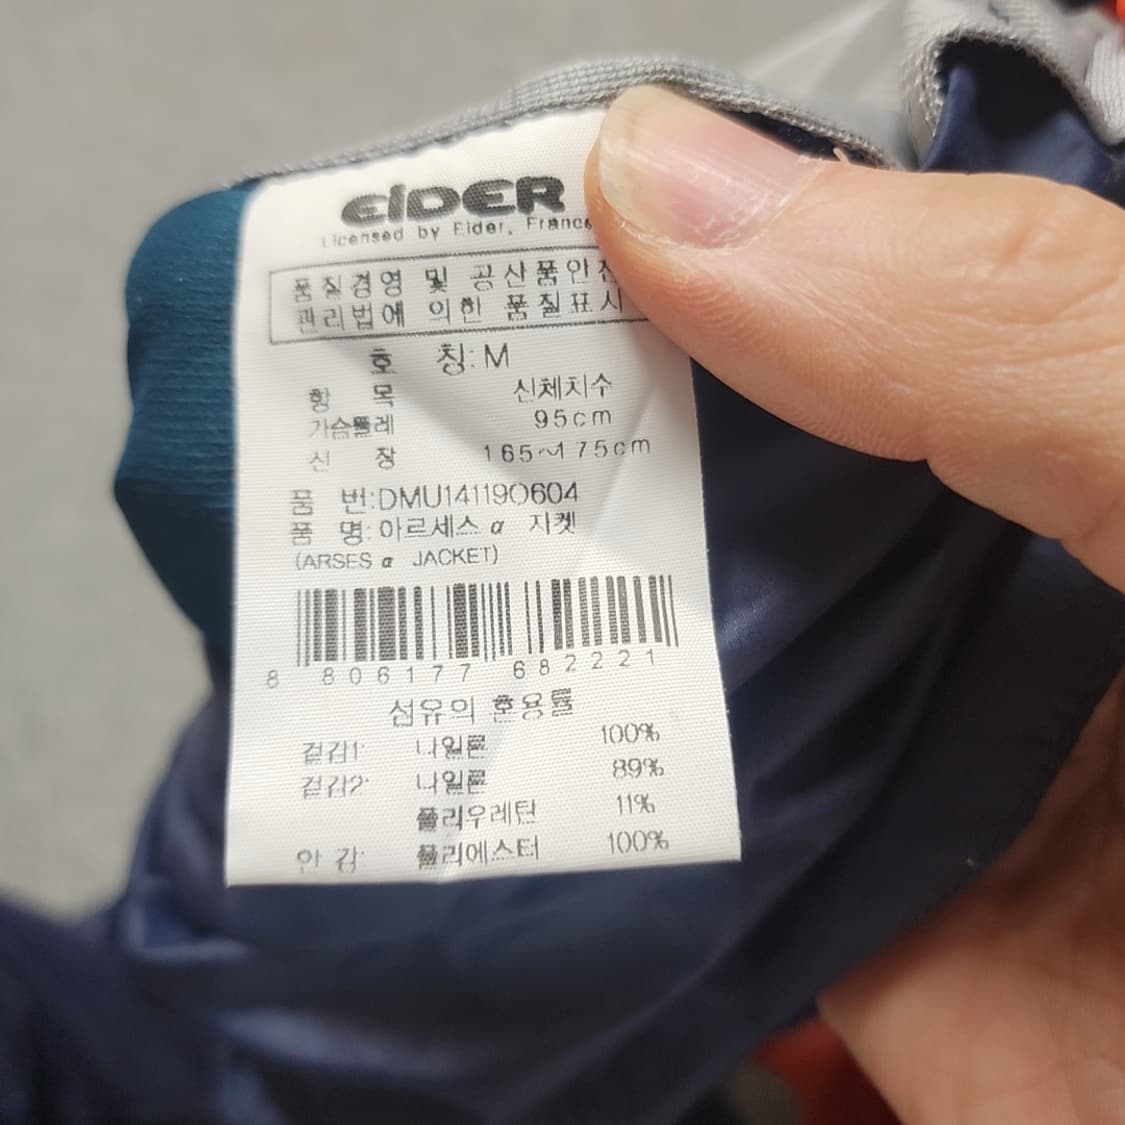 EiDER
Licensed by Eider, France
품질경영 및 공산품안전
관리법에 의한 품질표시
호 칭: M
항 목 신체치수
가슴둘레 95cm
신 장 165~175cm
품 번:DMU14119O604
품 명: 아르세스 α 자켓
(ARSES α JACKET)
8 806177 682221
섬유의 혼용률
겉감1: 나일론 100%
겉감2: 나일론 89%
폴리우레탄 11%
안 감: 폴리에스터 100%